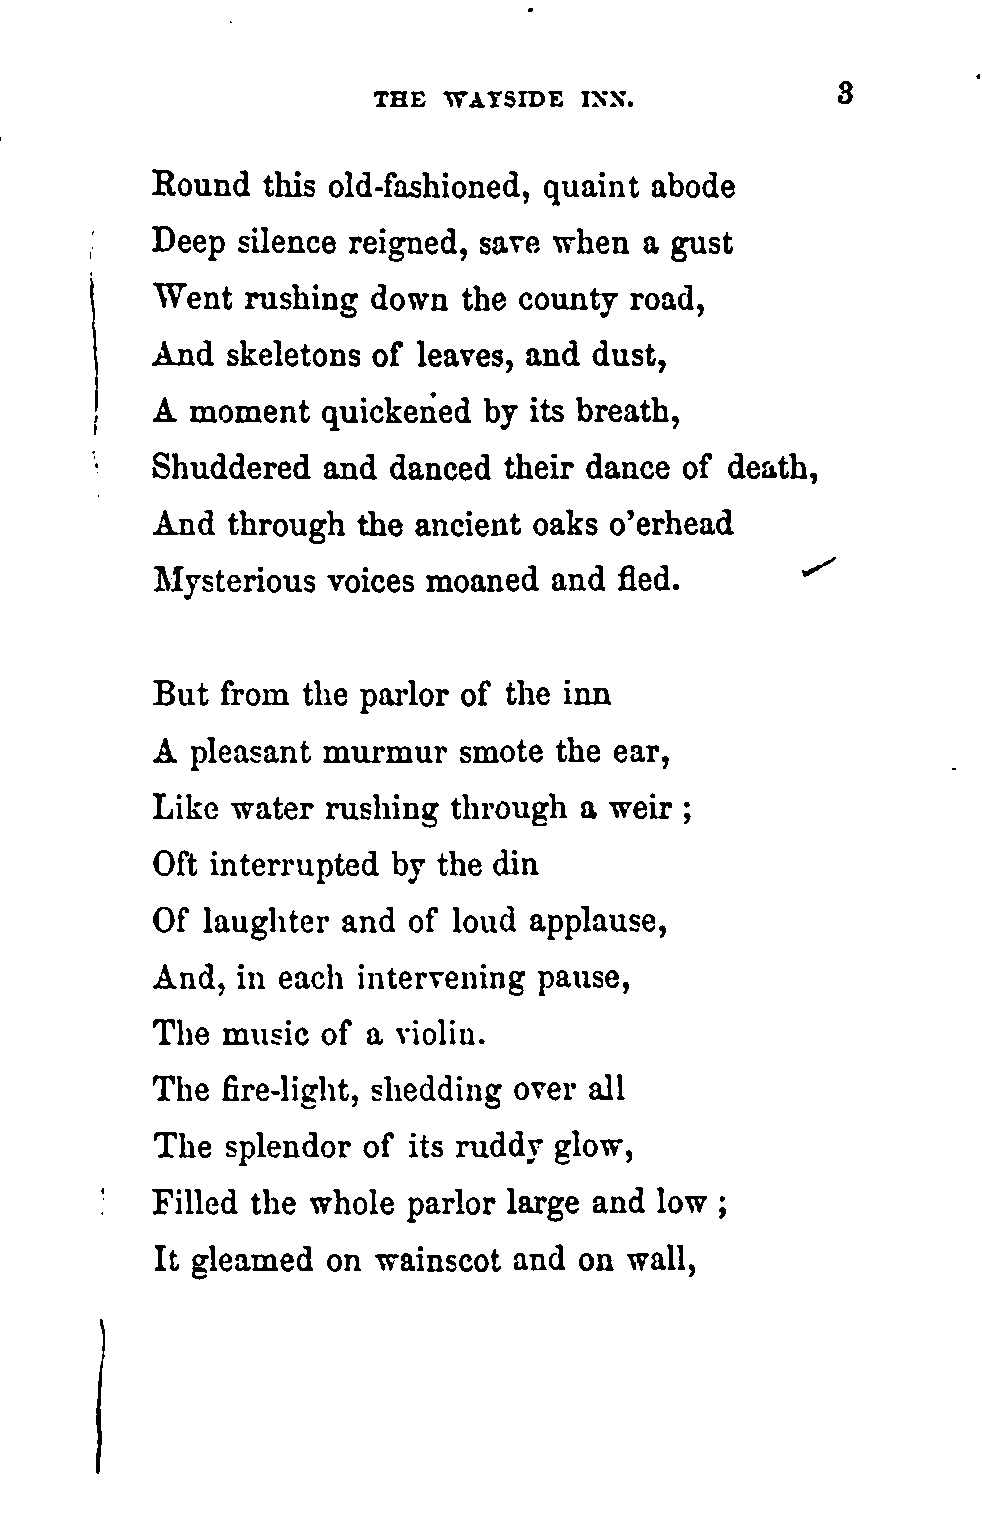 THE WAYSIDE INN. 3
Round this old-fashioned, quaint abode
Deep silence reigned, save when a gust
Went rushing down the county road,
And skeletons of leaves, and dust,
A moment quickened by its breath,
Shuddered and danced their dance of death,
And through the ancient oaks o'erhead
Mysterious voices moaned and fled.
But from the parlor of the inn
A pleasant murmur smote the ear,
Like water rushing through a weir ;
Oft interrupted by the din
Of laughter and of loud applause,
And, in each intervening pause,
The music of a violin.
The fire-light, shedding over all
The splendor of its ruddy glow,
Filled the whole parlor large and low ;
It gleamed on wainscot and on wall,